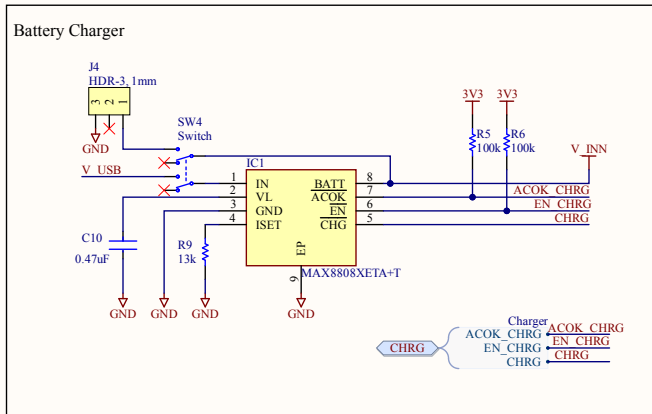 Battery Charger
J4
HDR-3, 1mm
3
2
1
GND
SW4
Switch
V_USB
3V3
3V3
R5
100k
R6
100k
V_INN
IC1
1
IN
BATT
8
2
VL
ACOK
7
ACOK_CHRG
3
GND
EN
6
EN_CHRG
4
ISET
CHG
5
CHRG
EP
9
MAX8808XETA+T
C10
0.47uF
R9
13k
GND
GND
GND
GND
Charger
CHRG
ACOK_CHRG
ACOK_CHRG
EN_CHRG
EN_CHRG
CHRG
CHRG